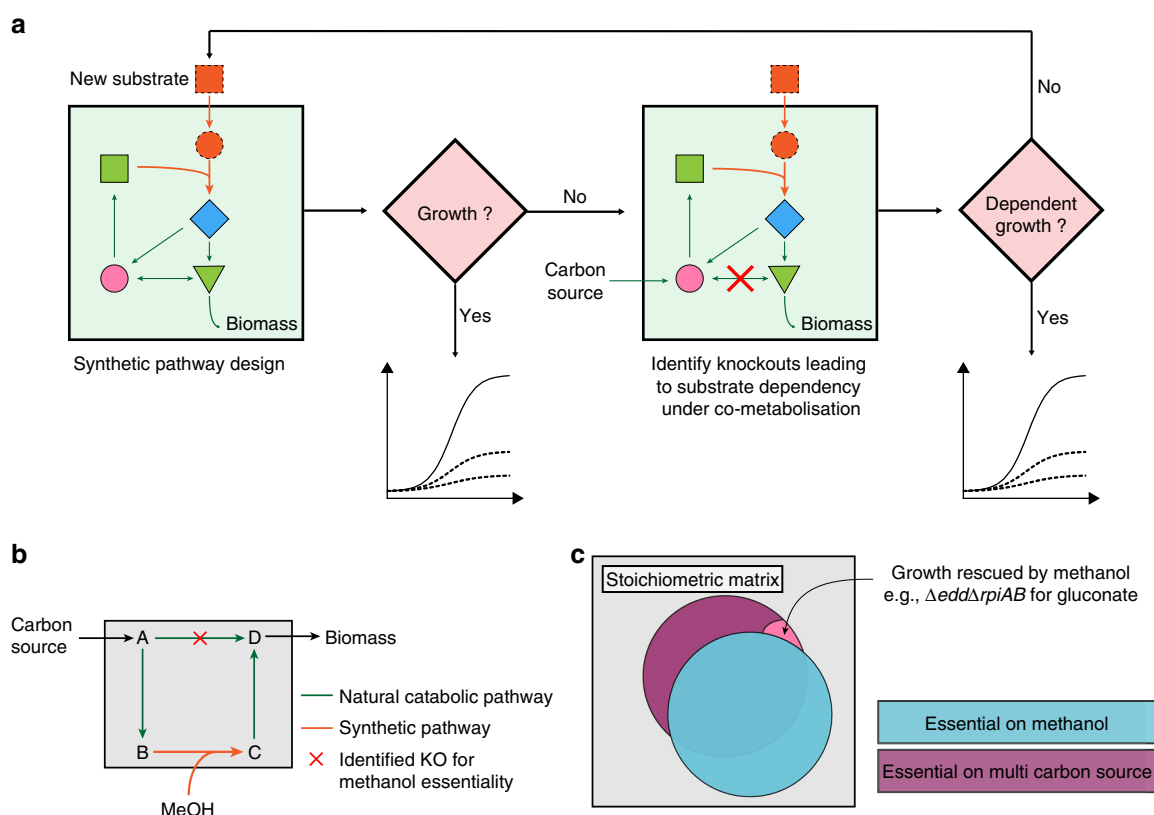 a
New substrate
No
Growth ?
No
Dependent
growth ?
Carbon
source
Biomass
Biomass
Yes
Yes
Synthetic pathway design
Identify knockouts leading
to substrate dependency
under co-metabolisation
b
Carbon
source
A
D
Biomass
B
C
MeOH
Natural catabolic pathway
Synthetic pathway
Identified KO for
methanol essentiality
c
Stoichiometric matrix
Growth rescued by methanol
e.g., ΔeddΔrpiAB for gluconate
Essential on methanol
Essential on multi carbon source